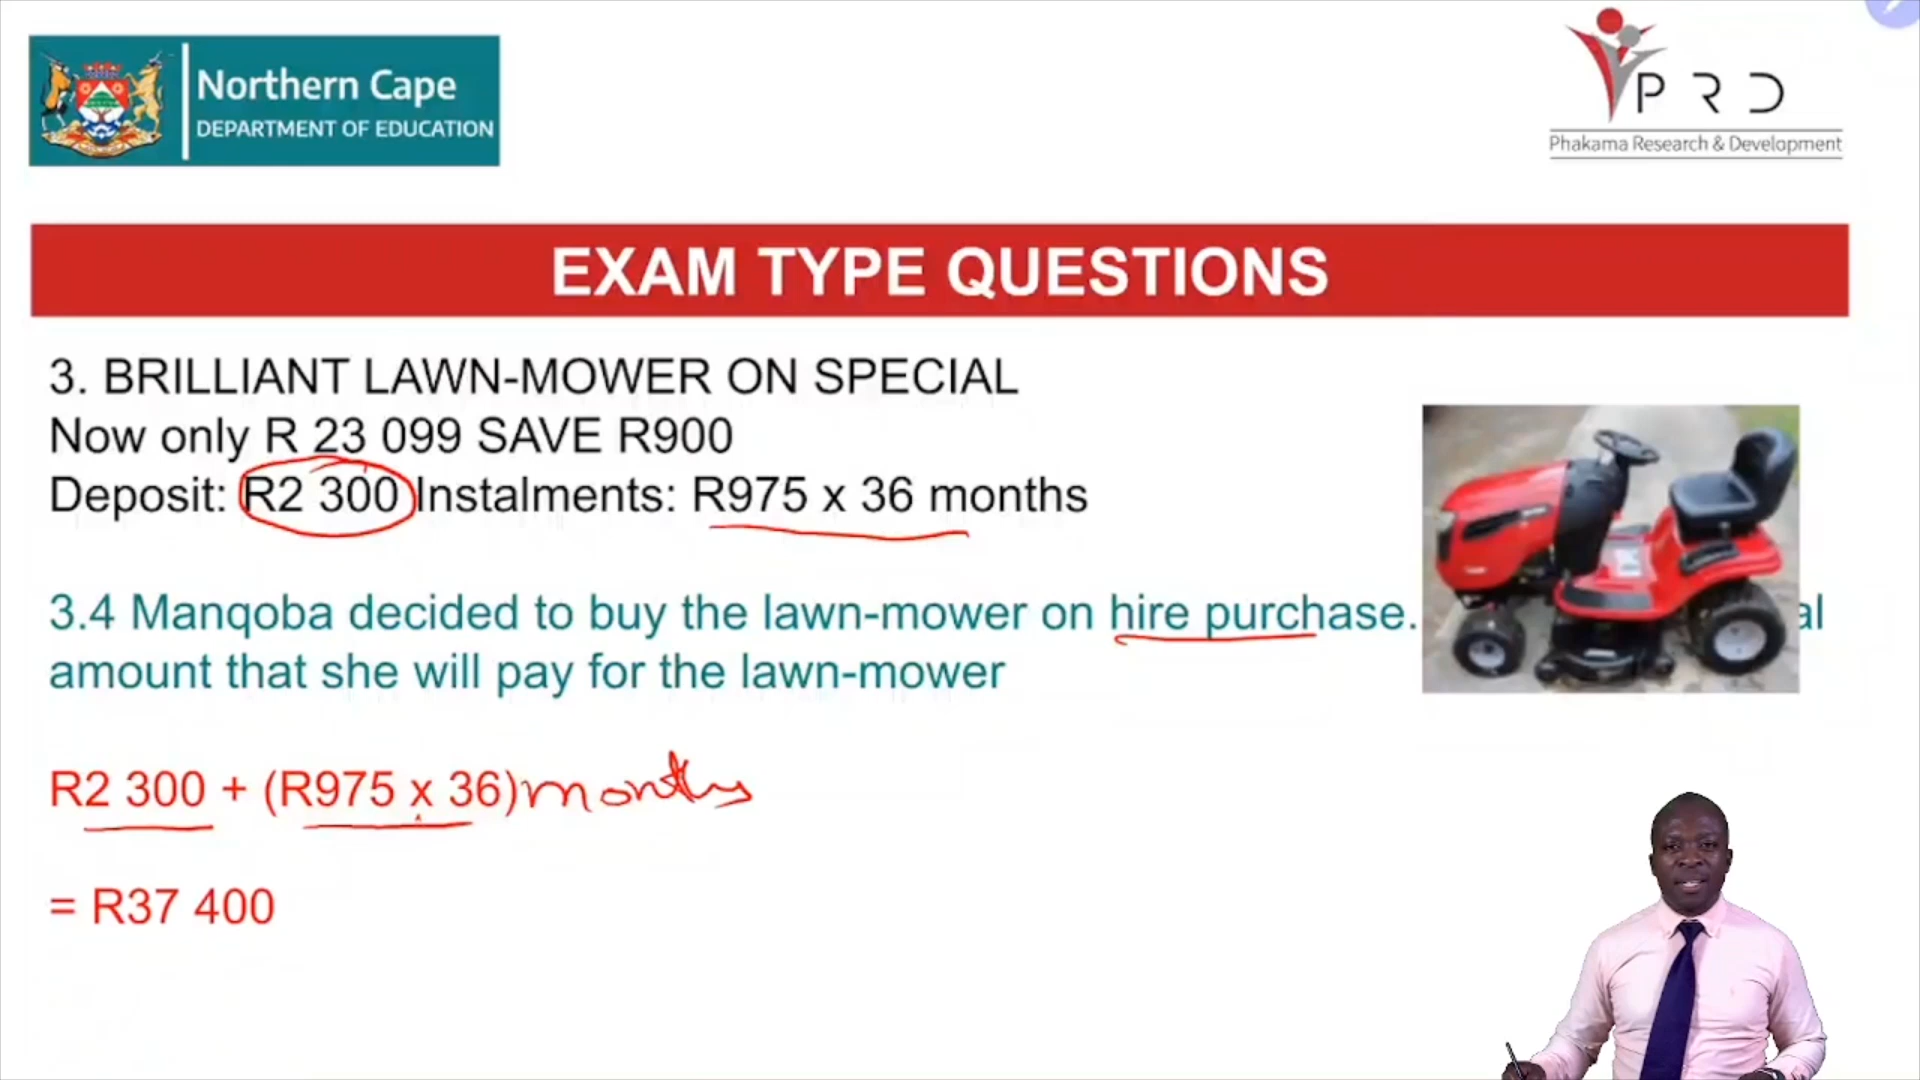 Northern Cape
DEPARTMENT OF EDUCATION
PRD
Phakama Research & Development
EXAM TYPE QUESTIONS
3. BRILLIANT LAWN-MOWER ON SPECIAL
Now only R 23 099 SAVE R900
Deposit: R2 300 Instalments: R975 x 36 months
3.4 Manqoba decided to buy the lawn-mower on hire purchase. al
amount that she will pay for the lawn-mower
R2 300 + (R975 x 36) months
= R37 400